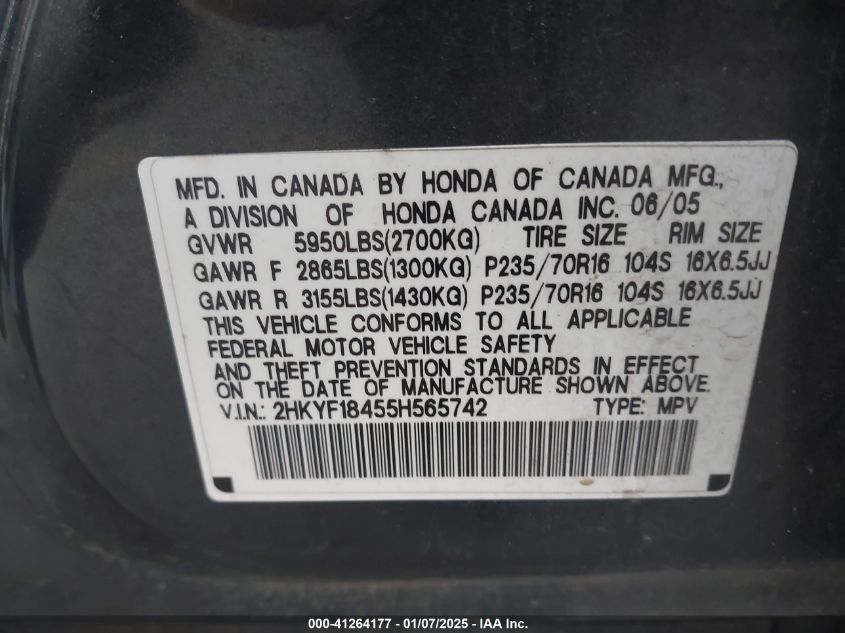 MFD. IN CANADA BY HONDA OF CANADA MFG.,
A DIVISION OF HONDA CANADA INC. 06/05
GVWR 5950LBS(2700KG) TIRE SIZE RIM SIZE
GAWR F 2865LBS(1300KG) P235/70R16 104S 16X6.5JJ
GAWR R 3155LBS(1430KG) P235/70R16 104S 16X6.5JJ
THIS VEHICLE CONFORMS TO ALL APPLICABLE
FEDERAL MOTOR VEHICLE SAFETY
AND THEFT PREVENTION STANDARDS IN EFFECT
ON THE DATE OF MANUFACTURE SHOWN ABOVE.
V.I.N.: 2HKYF18455H565742 TYPE: MPV
000-41264177 - 01/07/2025 - IAA Inc.